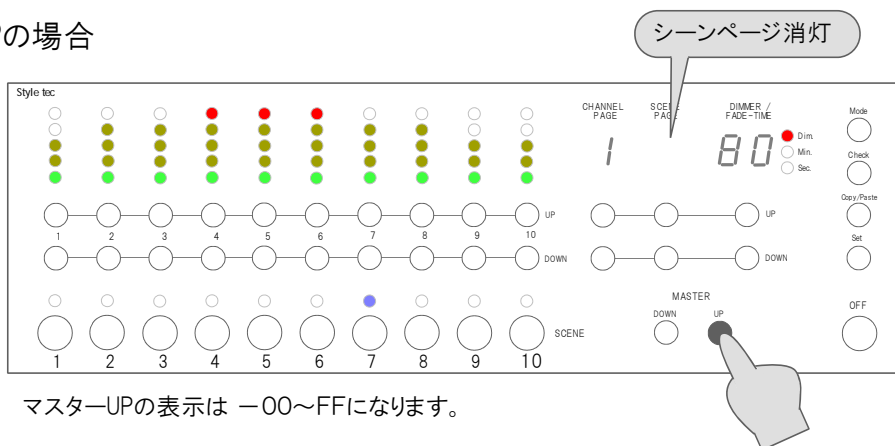 の場合
シーンページ消灯
Style tec
CHANNEL PAGE
PAGE
DIMMER / FADE-TIME
Mode
1
80
Dim.
Min.
Sec.
Check
Copy/Paste
UP
UP
1 2 3 4 5 6 7 8 9 10
Set
DOWN
DOWN
MASTER
DOWN UP
OFF
SCENE
1 2 3 4 5 6 7 8 9 10
マスターUPの表示は －00～FFになります。